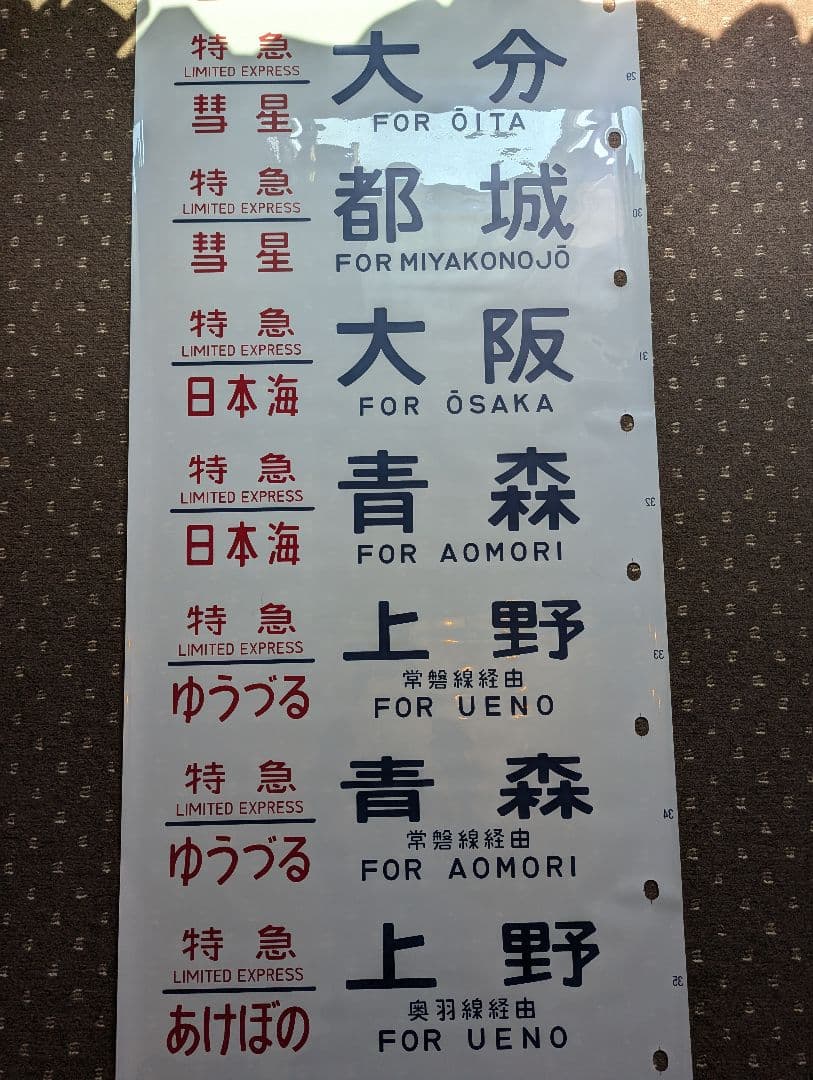 特急 大分
LIMITED EXPRESS
彗星 FOR ŌITA
29
特急 都城
LIMITED EXPRESS
彗星 FOR MIYAKONOJŌ
30
特急 大阪
LIMITED EXPRESS
日本海 FOR ŌSAKA
31
特急 青森
LIMITED EXPRESS
日本海 FOR AOMORI
32
特急 上野
LIMITED EXPRESS
常磐線経由
ゆうづる FOR UENO
33
特急 青森
LIMITED EXPRESS
常磐線経由
ゆうづる FOR AOMORI
34
特急 上野
LIMITED EXPRESS
奥羽線経由
あけぼの FOR UENO
35